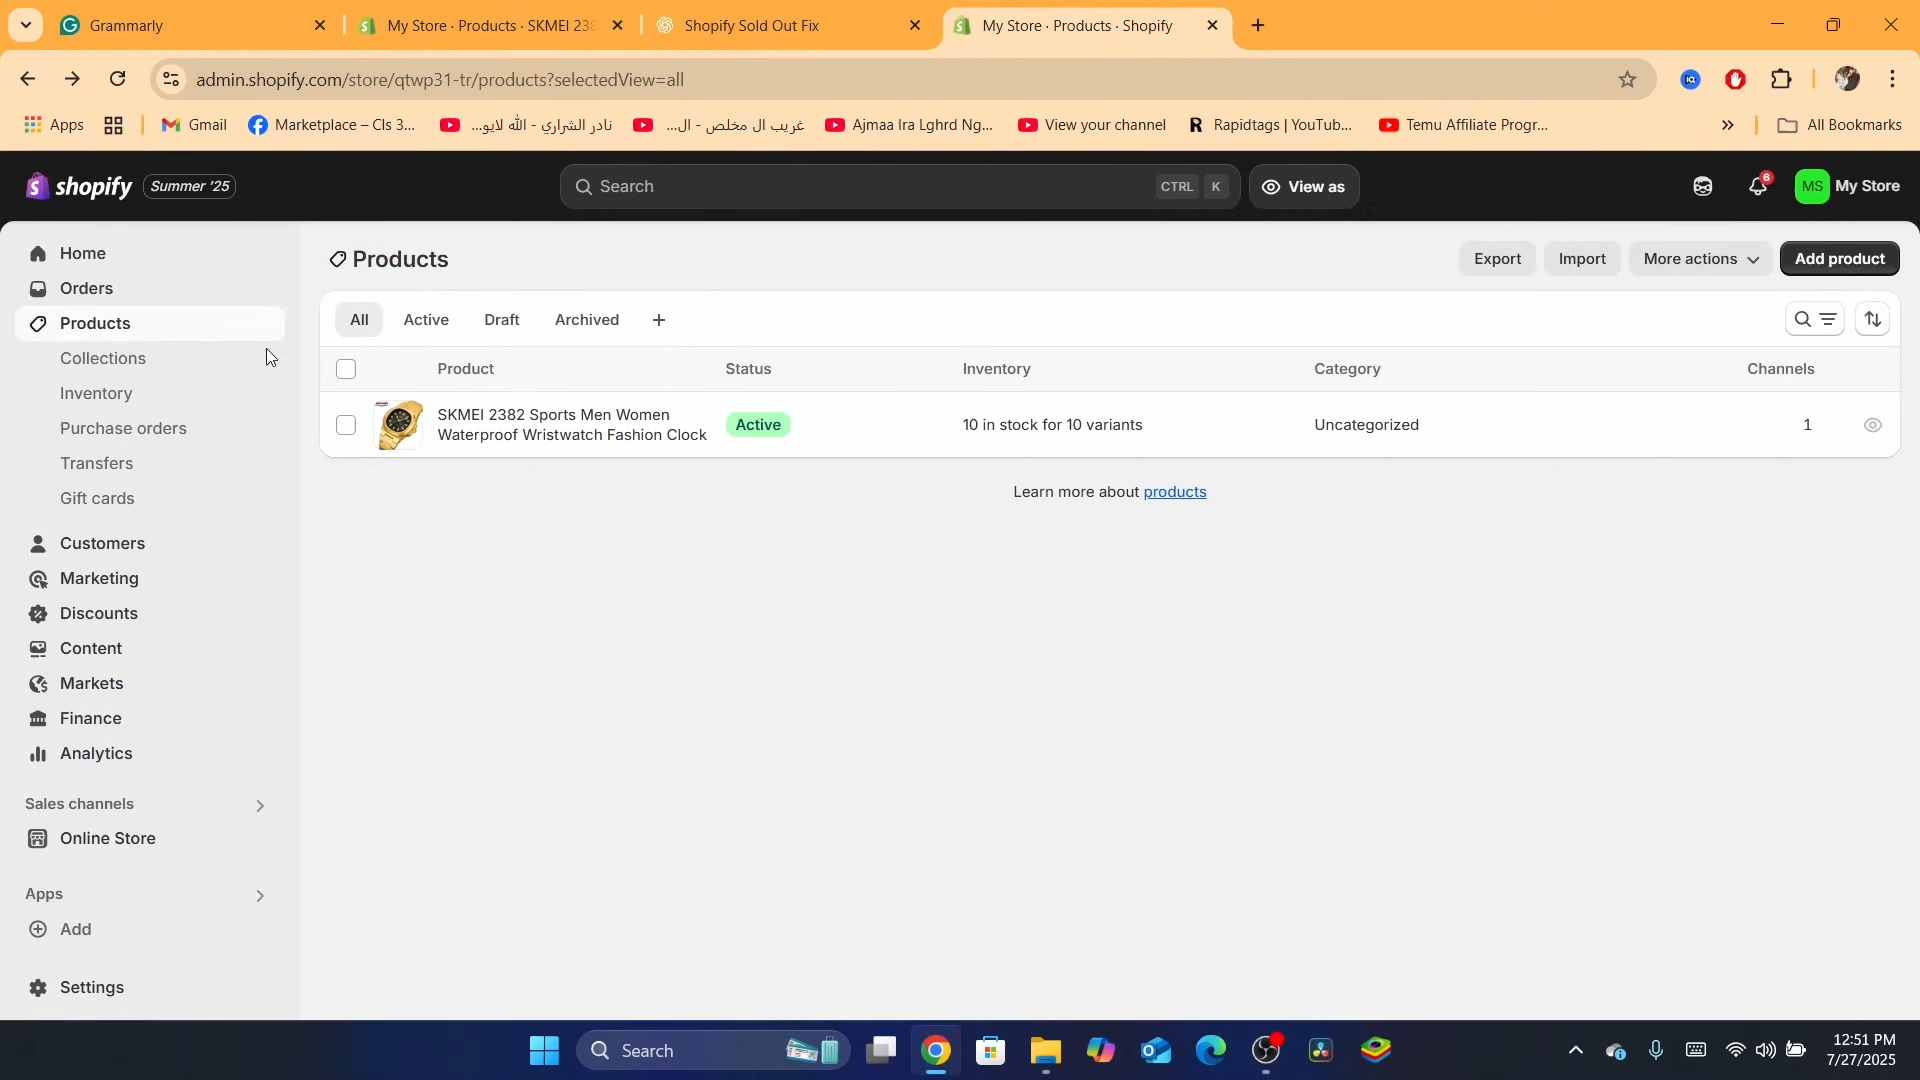 Grammarly
My Store · Products · SKMEI 238
Shopify Sold Out Fix
My Store · Products · Shopify
admin.shopify.com/store/qtwp31-tr/products?selectedView=all
Apps
Gmail
Marketplace – Cls 3...
نادر الشراري - الله لايو...
غريب ال مخلص - ال...
Ajmaa Ira Lghrd Ng...
View your channel
R
Rapidtags | YouTub...
Temu Affiliate Progr...
All Bookmarks
shopify
Summer '25
Search
CTRL
K
View as
6
MS
My Store
Home
Orders
Products
Collections
Inventory
Purchase orders
Transfers
Gift cards
Customers
Marketing
Discounts
Content
Markets
Finance
Analytics
Sales channels
Online Store
Apps
Add
Settings
Products
Export
Import
More actions
Add product
All
Active
Draft
Archived
Product
Status
Inventory
Category
Channels
SKMEI 2382 Sports Men Women
Waterproof Wristwatch Fashion Clock
Active
10 in stock for 10 variants
Uncategorized
1
Learn more about products
Search
12:51 PM
7/27/2025